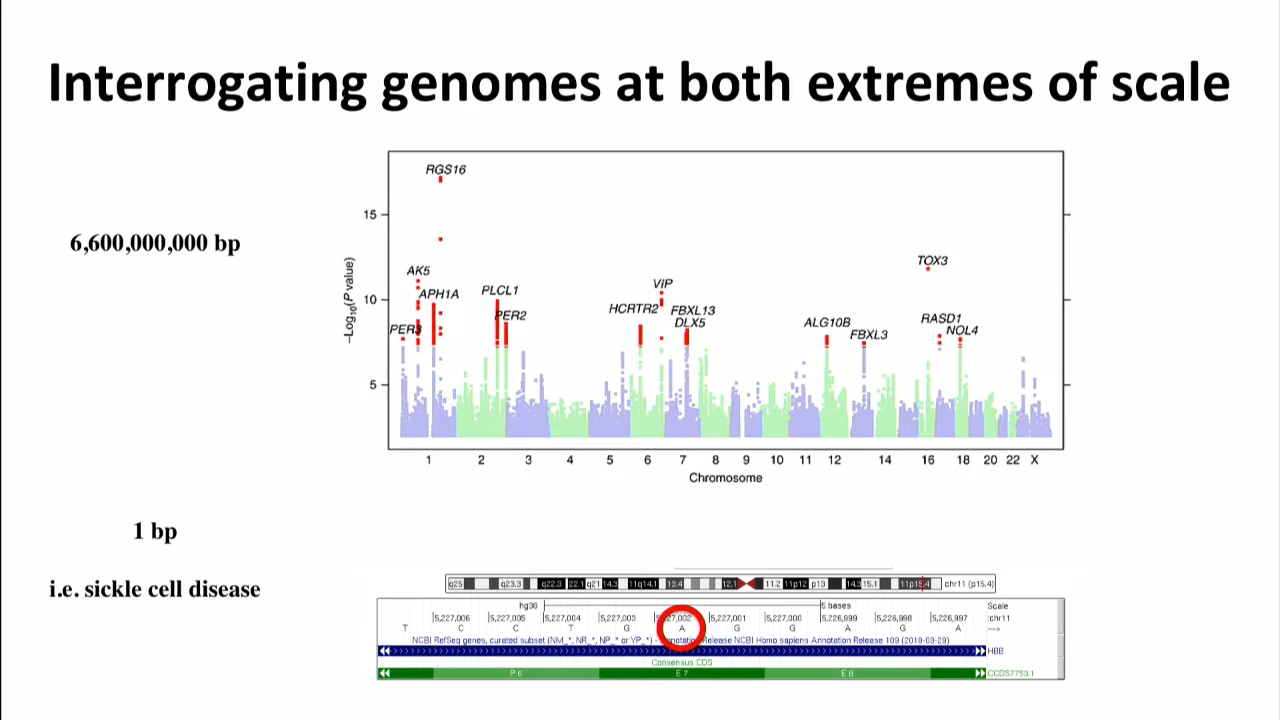 Interrogating genomes at both extremes of scale
6,600,000,000 bp
RGS16
15
TOX3
AK5
VIP
APH1A
PLCL1
10
HCRTR2
FBXL13
PER2
DLX5
ALG10B
RASD1
PER3
FBXL3
NOL4
−Log10(P value)
5
1 2 3 4 5 6 7 8 9 10 11 12 14 16 18 20 22 X
Chromosome
1 bp
i.e. sickle cell disease
q25 q23.3 q22.3 22.1 q21 14.3 11q14.1 13.4 12.1 11.2 11p12 p13 14.3 15.1 11p15.4 chr11 (p15.4)
hg38 5 bases Scale
5,227,006 5,227,005 5,227,004 5,227,003 5,227,002 5,227,001 5,227,000 5,226,999 5,226,998 5,226,997 :chr11
T C C T G A G G A G A --->
NCBI RefSeq genes, curated subset (NM_*, NR_*, NP_* or YP_*) - Annotation Release NCBI Homo sapiens Annotation Release 109 (2018-03-29)
HBB
Consensus CDS
P 6 E 7 E 8 CCDS7753.1